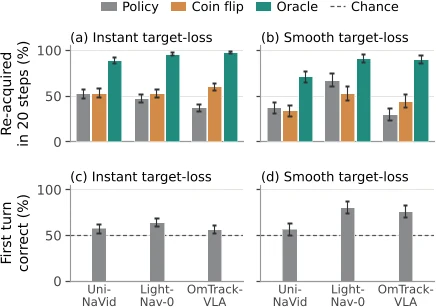 Policy Coin flip Oracle Chance
(a) Instant target-loss (b) Smooth target-loss
Re-acquired
in 20 steps (%)
100
50
0
(c) Instant target-loss (d) Smooth target-loss
First turn
correct (%)
100
50
0
Uni-
NaVid
Light-
Nav-0
OmTrack-
VLA
Uni-
NaVid
Light-
Nav-0
OmTrack-
VLA